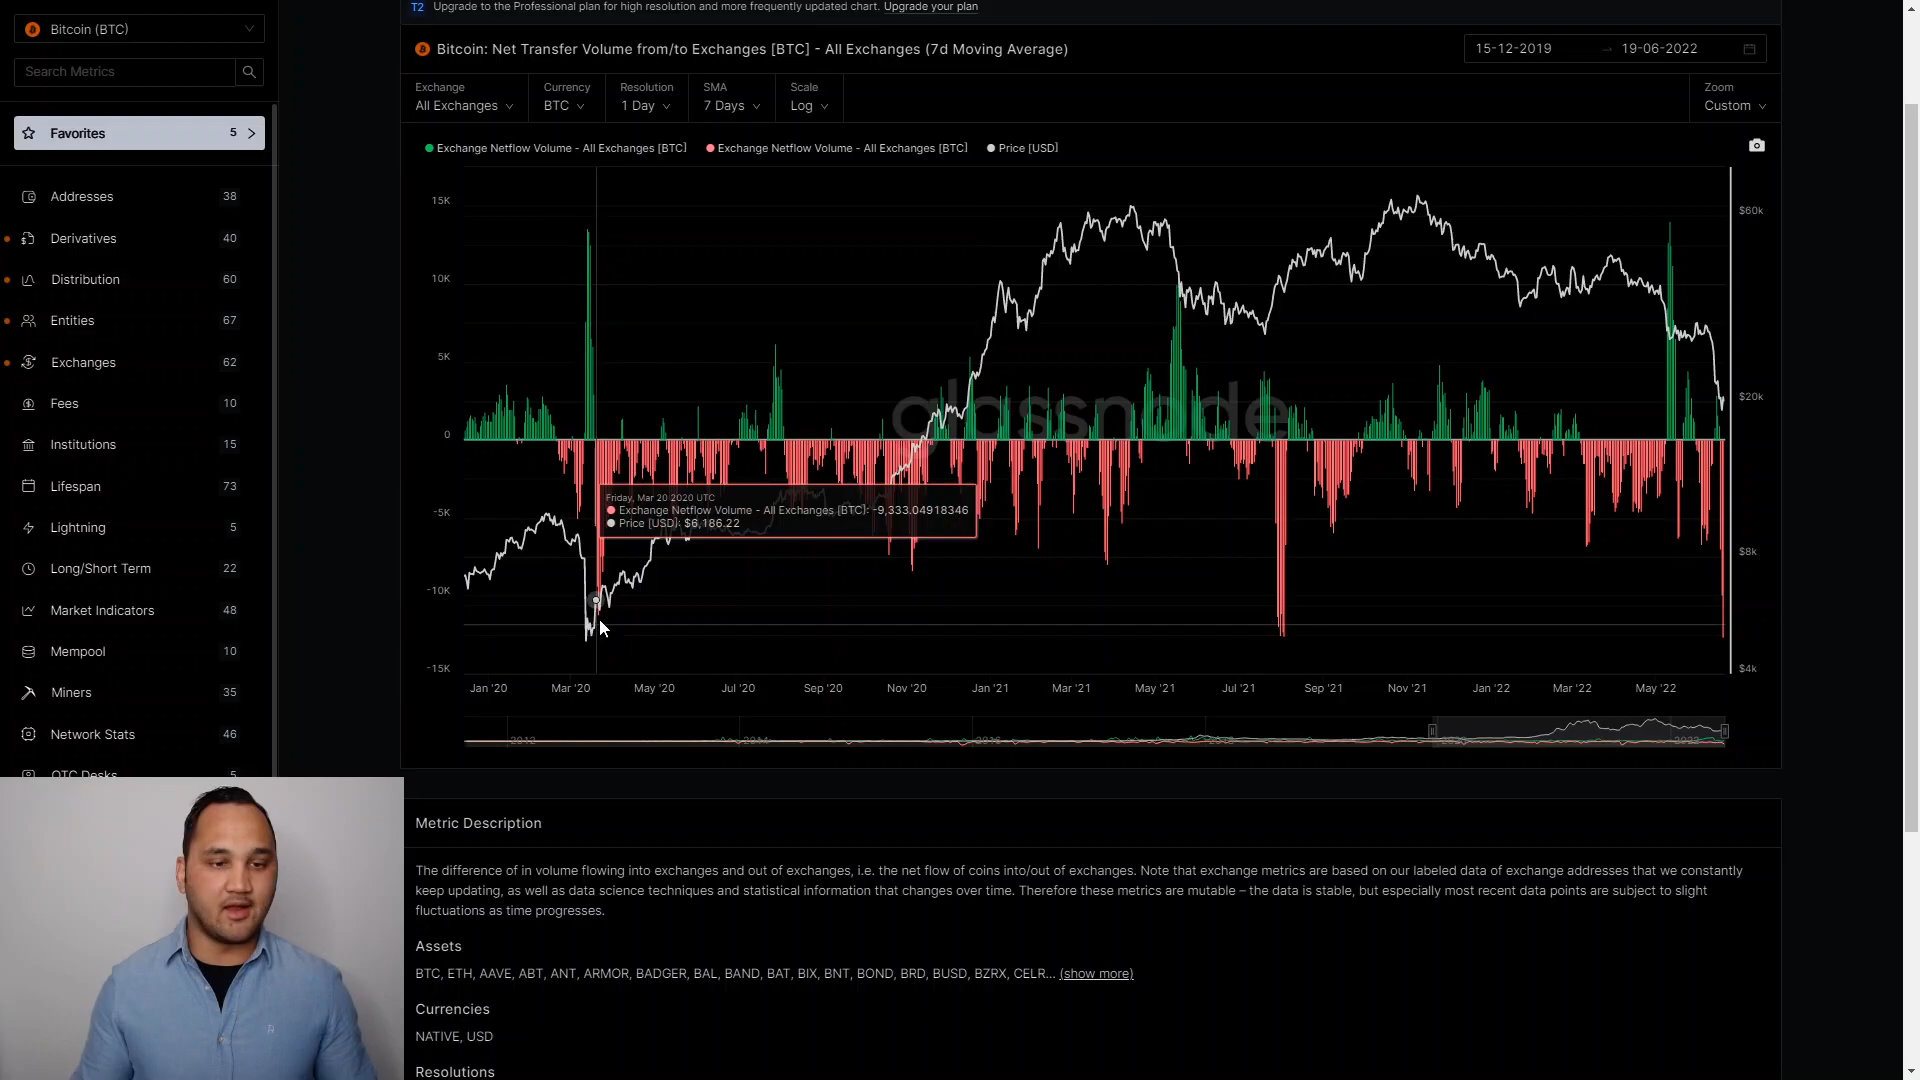 T2 Upgrade to the Professional plan for high resolution and more frequently updated chart. Upgrade your plan
Bitcoin (BTC)
Search Metrics
Favorites 5
Addresses 38
Derivatives 40
Distribution 60
Entities 67
Exchanges 62
Fees 10
Institutions 15
Lifespan 73
Lightning 5
Long/Short Term 22
Market Indicators 48
Mempool 10
Miners 35
Network Stats 46
OTC Desks 5
Bitcoin: Net Transfer Volume from/to Exchanges [BTC] - All Exchanges (7d Moving Average)
15-12-2019 → 19-06-2022
Exchange Currency Resolution SMA Scale Zoom
All Exchanges BTC 1 Day 7 Days Log Custom
Exchange Netflow Volume - All Exchanges [BTC] Exchange Netflow Volume - All Exchanges [BTC] Price [USD]
15K
10K
5K
0
-5K
-10K
-15K
$60k
$20k
$8k
$4k
glassnode
Friday, Mar 20 2020 UTC
Exchange Netflow Volume - All Exchanges [BTC]: -9,333.04918346
Price [USD]: $6,186.22
Jan '20 Mar '20 May '20 Jul '20 Sep '20 Nov '20 Jan '21 Mar '21 May '21 Jul '21 Sep '21 Nov '21 Jan '22 Mar '22 May '22
2012 2014 2016 2018 2020 2022
Metric Description
The difference of in volume flowing into exchanges and out of exchanges, i.e. the net flow of coins into/out of exchanges. Note that exchange metrics are based on our labeled data of exchange addresses that we constantly
keep updating, as well as data science techniques and statistical information that changes over time. Therefore these metrics are mutable – the data is stable, but especially most recent data points are subject to slight
fluctuations as time progresses.
Assets
BTC, ETH, AAVE, ABT, ANT, ARMOR, BADGER, BAL, BAND, BAT, BIX, BNT, BOND, BRD, BUSD, BZRX, CELR... (show more)
Currencies
NATIVE, USD
Resolutions